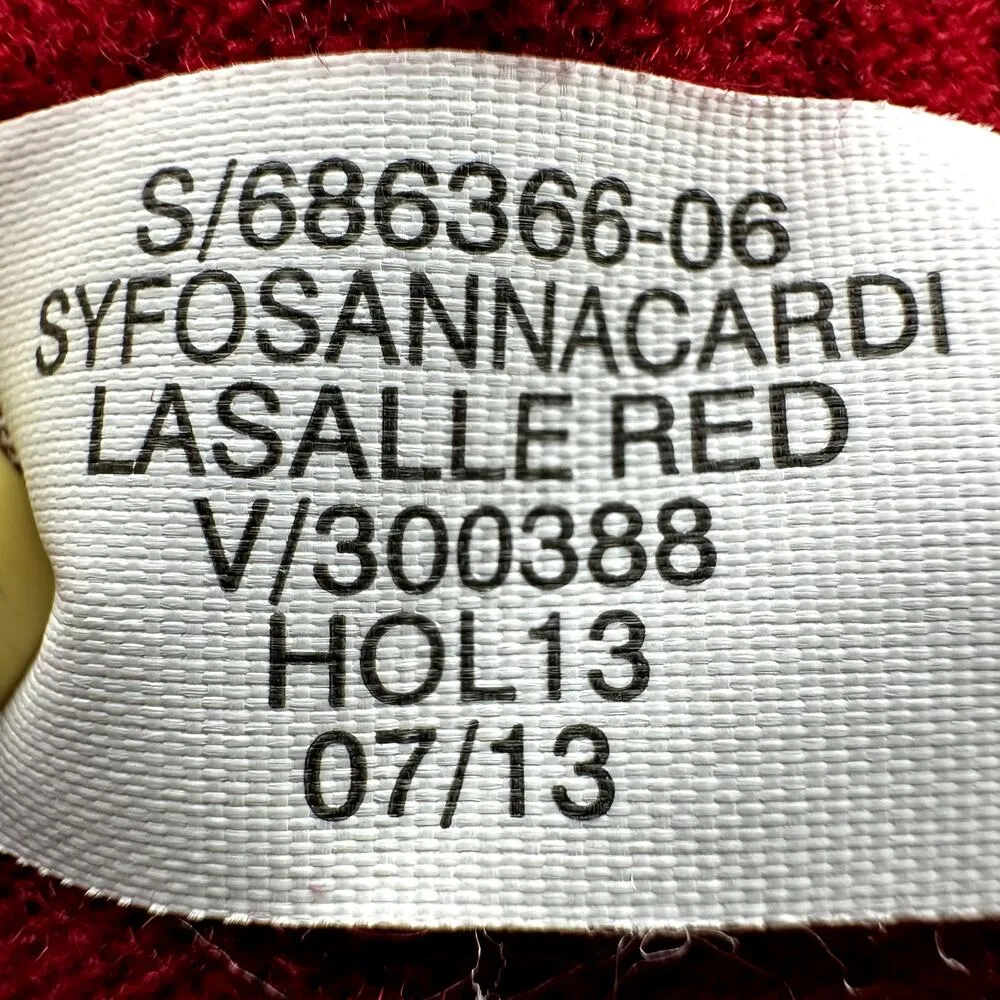 S/686366-06
SYFOSANNACARDI
LASALLE RED
V/300388
HOL13
07/13